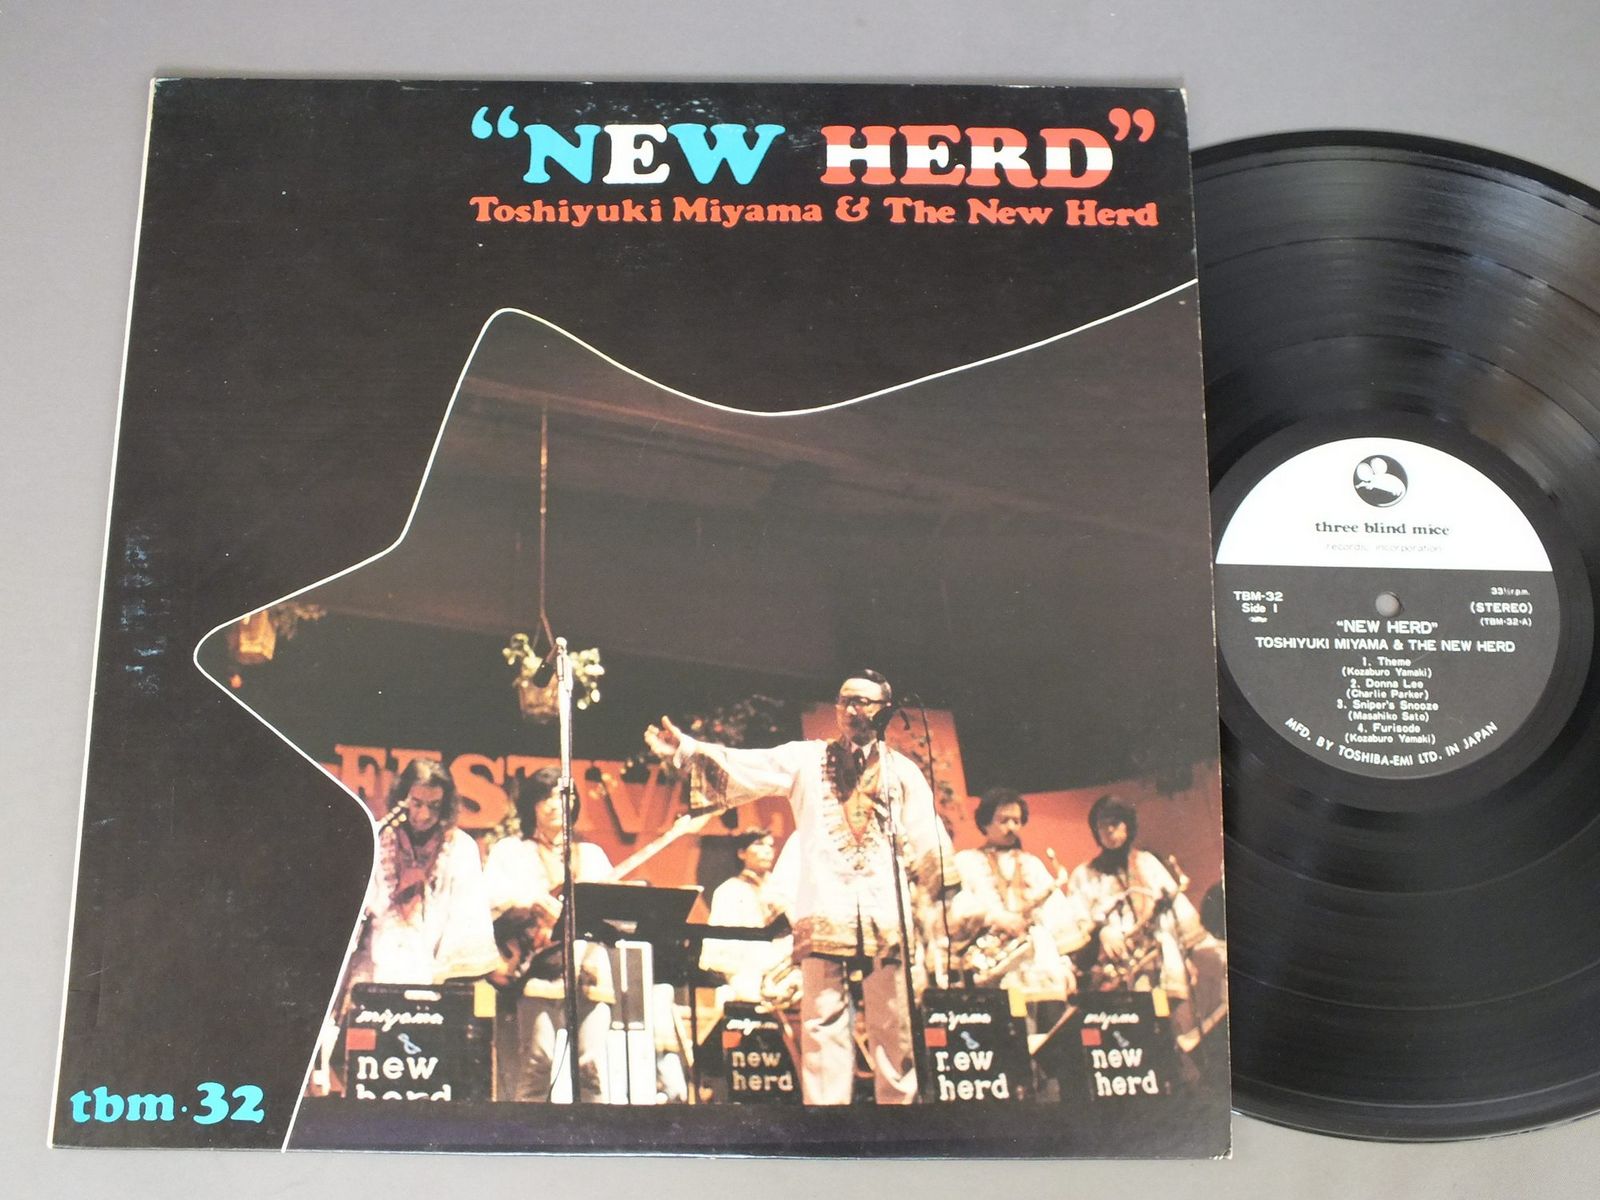 “NEW HERD”
Toshiyuki Miyama & The New Herd
FESTIVAL
miyama
&
new
herd
miyama
new
herd
miyama
&
new
herd
miyama
&
new
herd
tbm·32
three blind mice
records, incorporation
TBM-32
Side 1
33⅓r.p.m.
(STEREO)
(TBM-32-A)
“NEW HERD”
TOSHIYUKI MIYAMA & THE NEW HERD
1. Theme
(Kozaburo Yamaki)
2. Donna Lee
(Charlie Parker)
3. Sniper's Snooze
(Masahiko Sato)
4. Furisode
(Kozaburo Yamaki)
MFD. BY TOSHIBA-EMI LTD. IN JAPAN